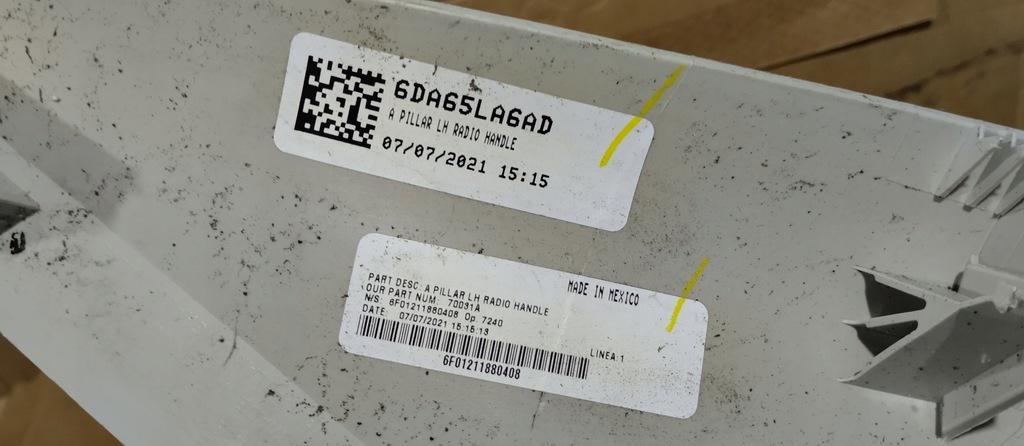 6DA65LA6AD
A PILLAR LH RADIO HANDLE
07/07/2021 15:15
MADE IN MEXICO
PART DESC: A PILLAR LH RADIO HANDLE
OUR PART NUM: 70031A
N/S: 6F01211880408 Op: 7240
DATE: 07/07/2021 15:15:13
LINEA: 1
6F01211880408